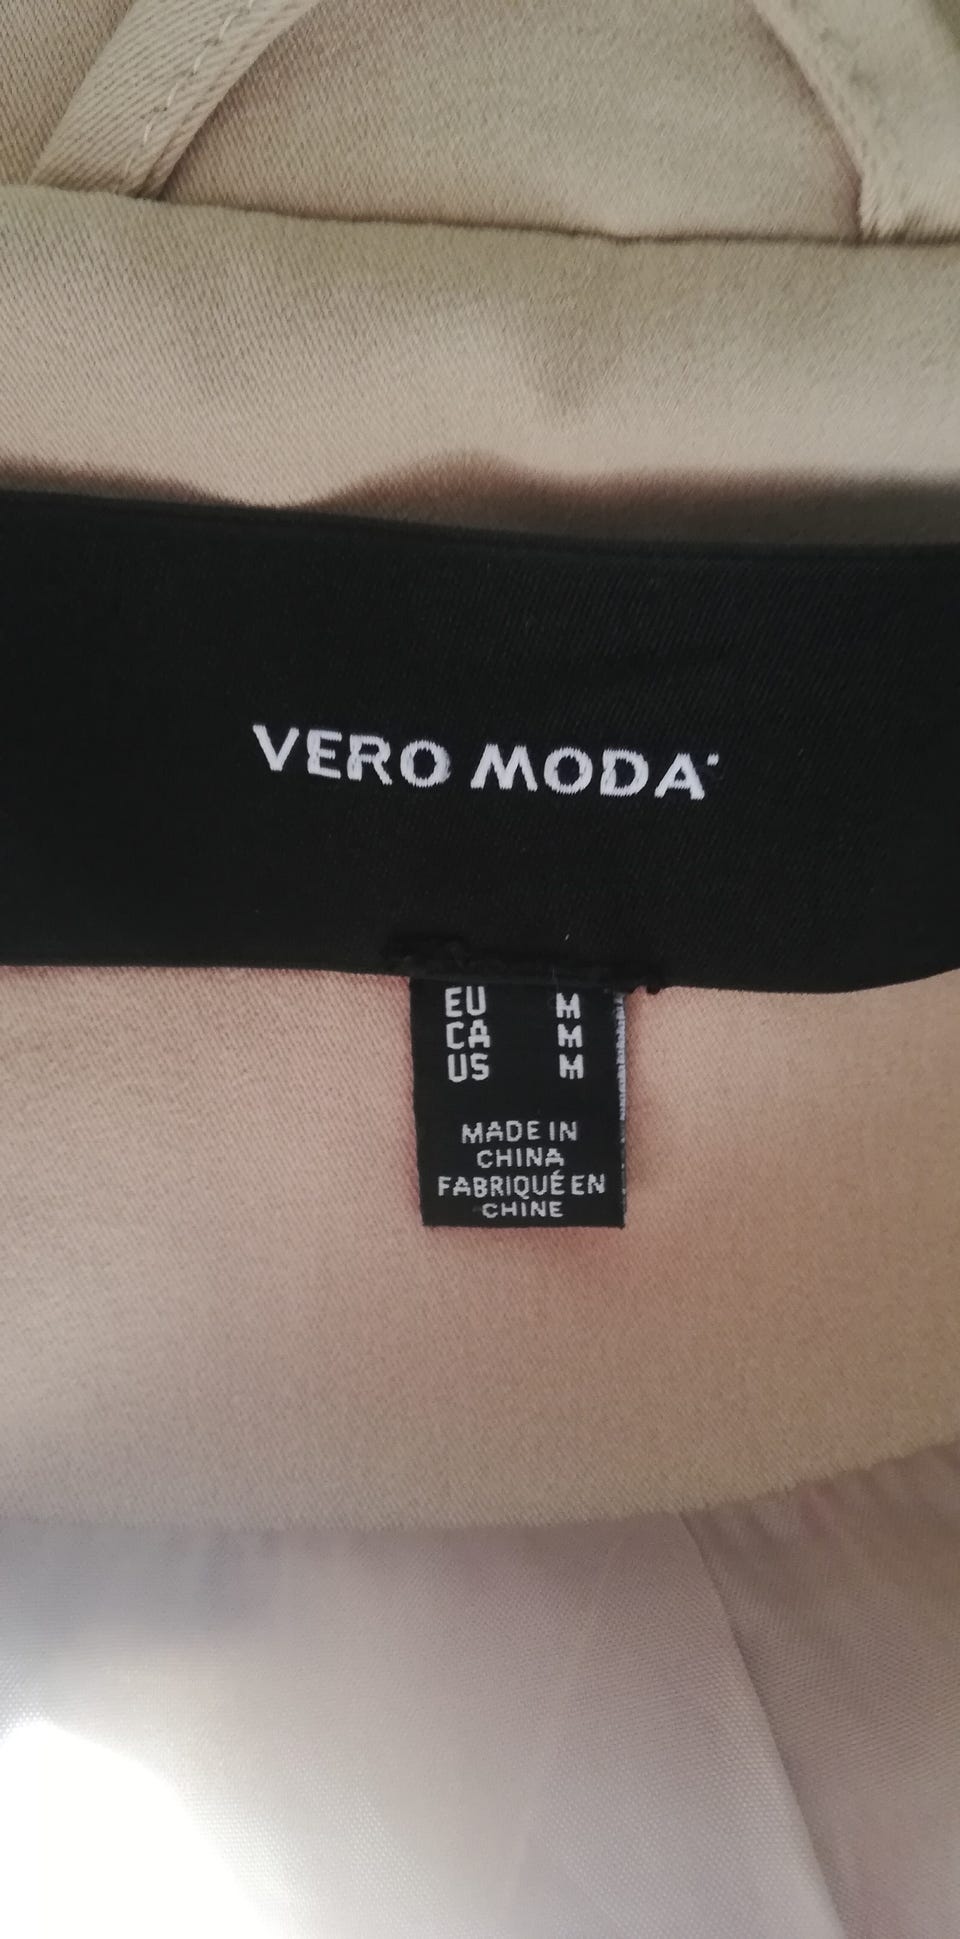 VERO MODA
EU M
CA M
US M
MADE IN
CHINA
FABRIQUÉ EN
CHINE